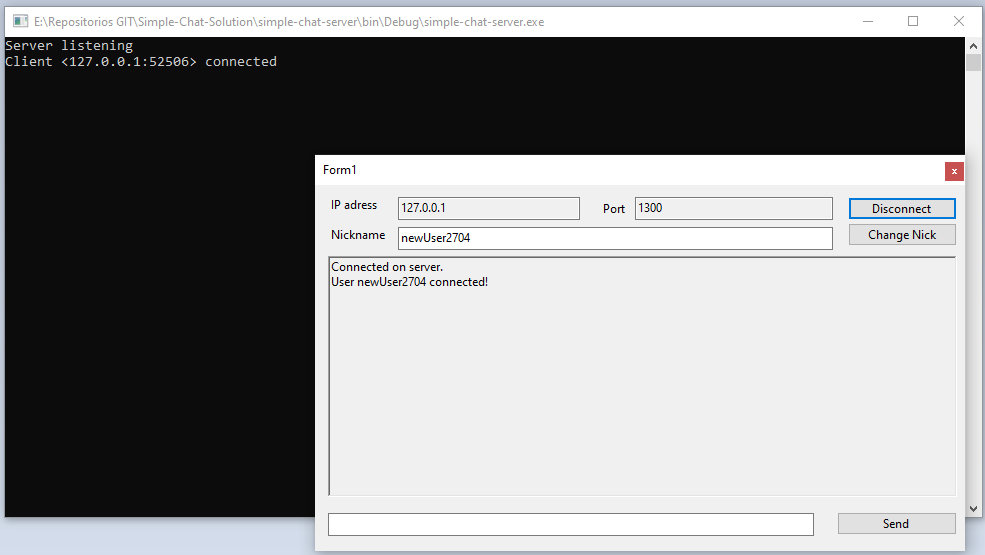 E:\Repositorios GIT\Simple-Chat-Solution\simple-chat-server\bin\Debug\simple-chat-server.exe
Server listening
Client <127.0.0.1:52506> connected
Form1
x
IP adress 127.0.0.1 Port 1300 Disconnect
Nickname newUser2704 Change Nick
Connected on server.
User newUser2704 connected!
Send